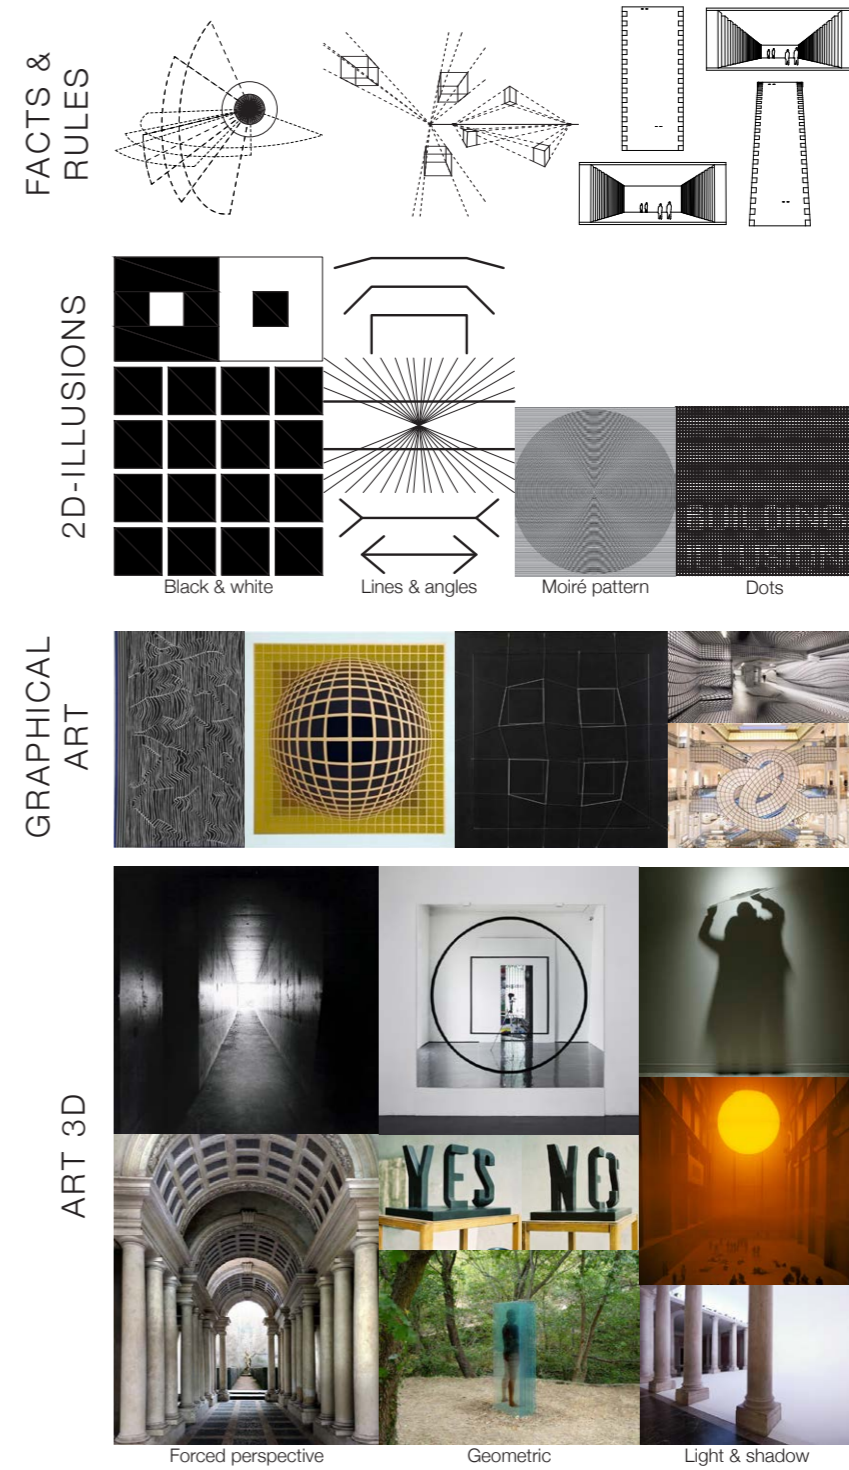 FACTS &
RULES
2D-ILLUSIONS
BUILDING
ILLUSION
Black & white
Lines & angles
Moiré pattern
Dots
GRAPHICAL
ART
ART 3D
YES
NO
Forced perspective
Geometric
Light & shadow